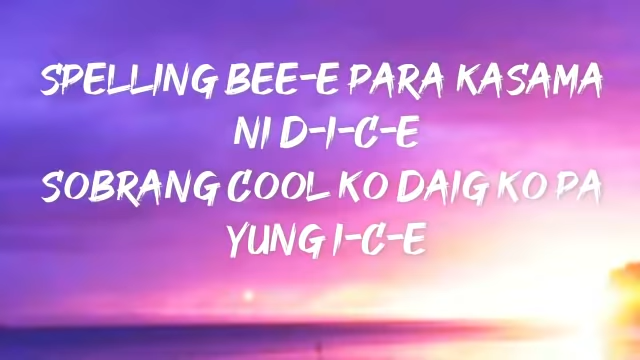 SPELLING BEE-E PARA KASAMA
NI D-I-C-E
SOBRANG COOL KO DAIG KO PA
YUNG I-C-E